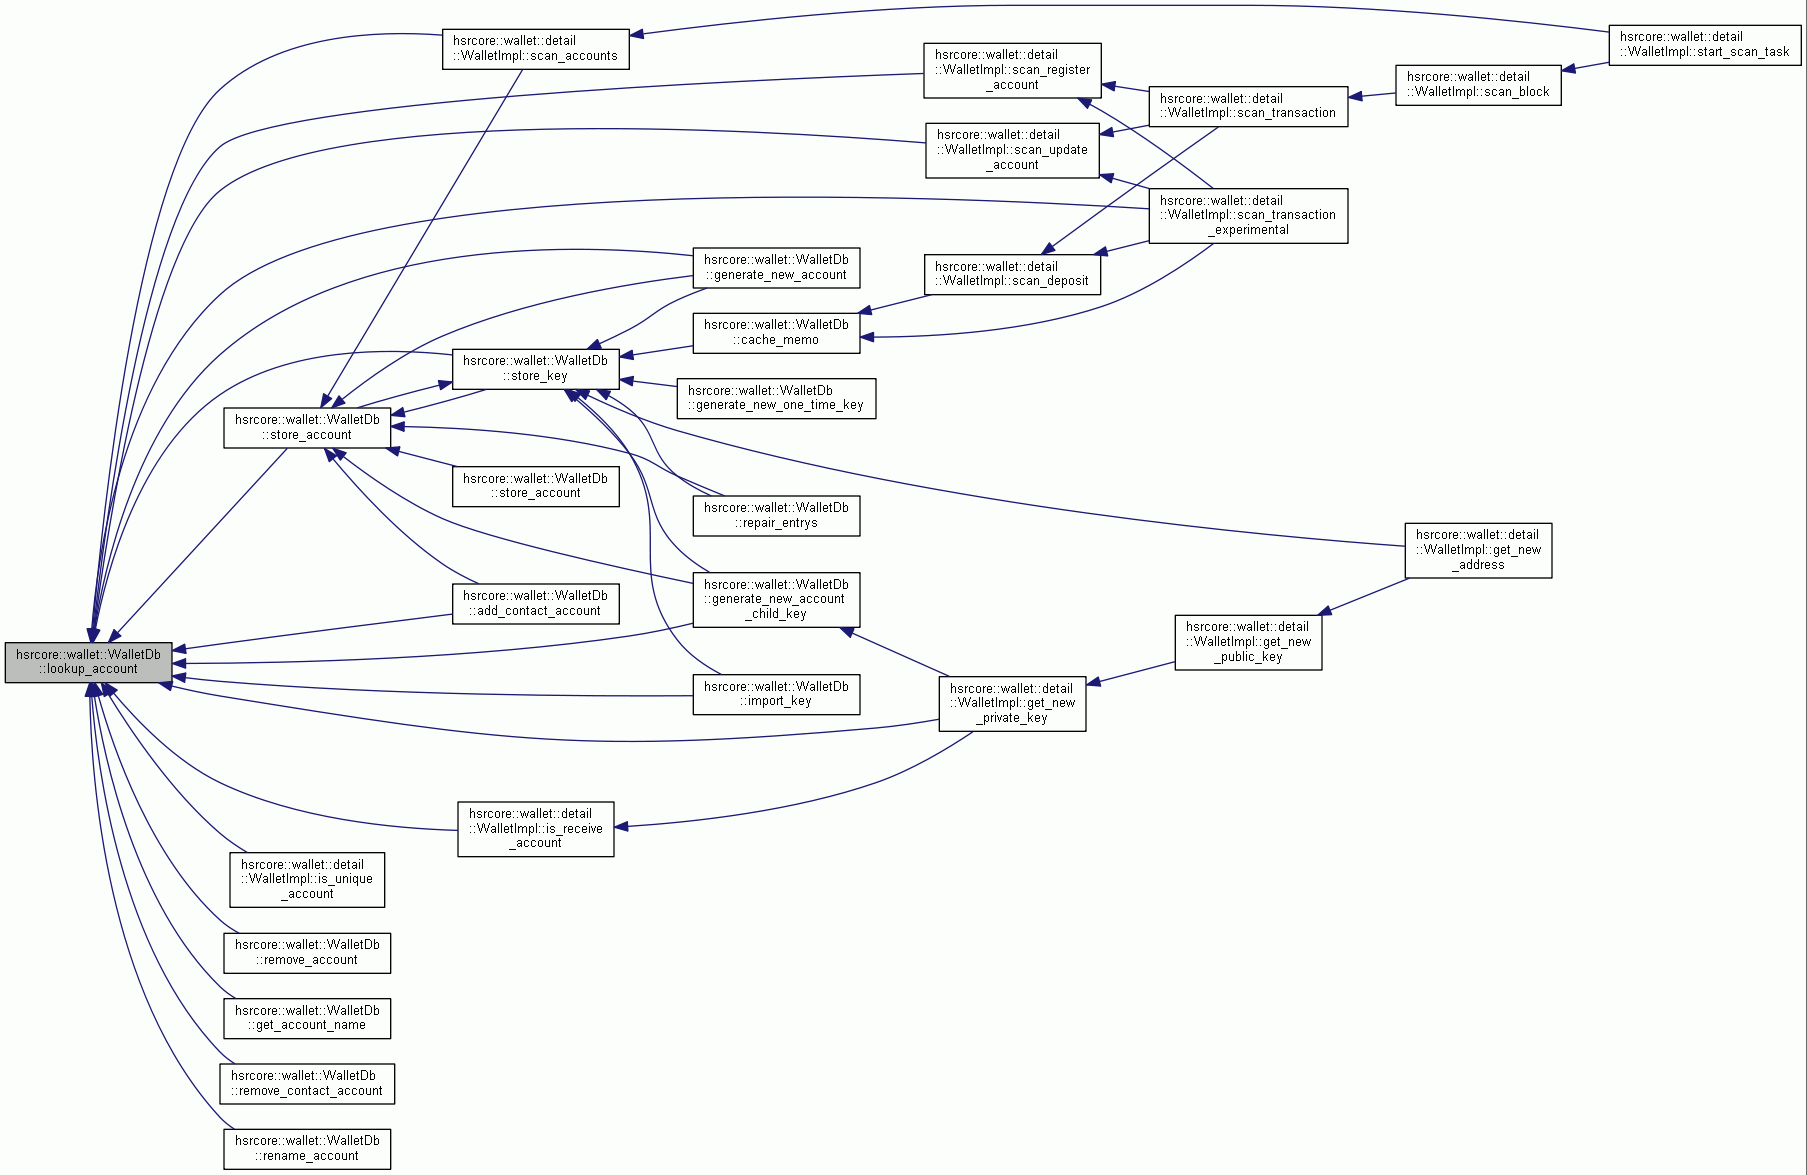 hsrcore::wallet::detail
::WalletImpl::scan_accounts
hsrcore::wallet::detail
::WalletImpl::start_scan_task
hsrcore::wallet::detail
::WalletImpl::scan_register
_account
hsrcore::wallet::detail
::WalletImpl::scan_block
hsrcore::wallet::detail
::WalletImpl::scan_transaction
hsrcore::wallet::detail
::WalletImpl::scan_update
_account
hsrcore::wallet::detail
::WalletImpl::scan_transaction
_experimental
hsrcore::wallet::WalletDb
::generate_new_account
hsrcore::wallet::detail
::WalletImpl::scan_deposit
hsrcore::wallet::WalletDb
::cache_memo
hsrcore::wallet::WalletDb
::store_key
hsrcore::wallet::WalletDb
::generate_new_one_time_key
hsrcore::wallet::WalletDb
::store_account
hsrcore::wallet::WalletDb
::store_account
hsrcore::wallet::WalletDb
::repair_entrys
hsrcore::wallet::detail
::WalletImpl::get_new
_address
hsrcore::wallet::WalletDb
::add_contact_account
hsrcore::wallet::WalletDb
::generate_new_account
_child_key
hsrcore::wallet::detail
::WalletImpl::get_new
_public_key
hsrcore::wallet::WalletDb
::lookup_account
hsrcore::wallet::WalletDb
::import_key
hsrcore::wallet::detail
::WalletImpl::get_new
_private_key
hsrcore::wallet::detail
::WalletImpl::is_receive
_account
hsrcore::wallet::detail
::WalletImpl::is_unique
_account
hsrcore::wallet::WalletDb
::remove_account
hsrcore::wallet::WalletDb
::get_account_name
hsrcore::wallet::WalletDb
::remove_contact_account
hsrcore::wallet::WalletDb
::rename_account